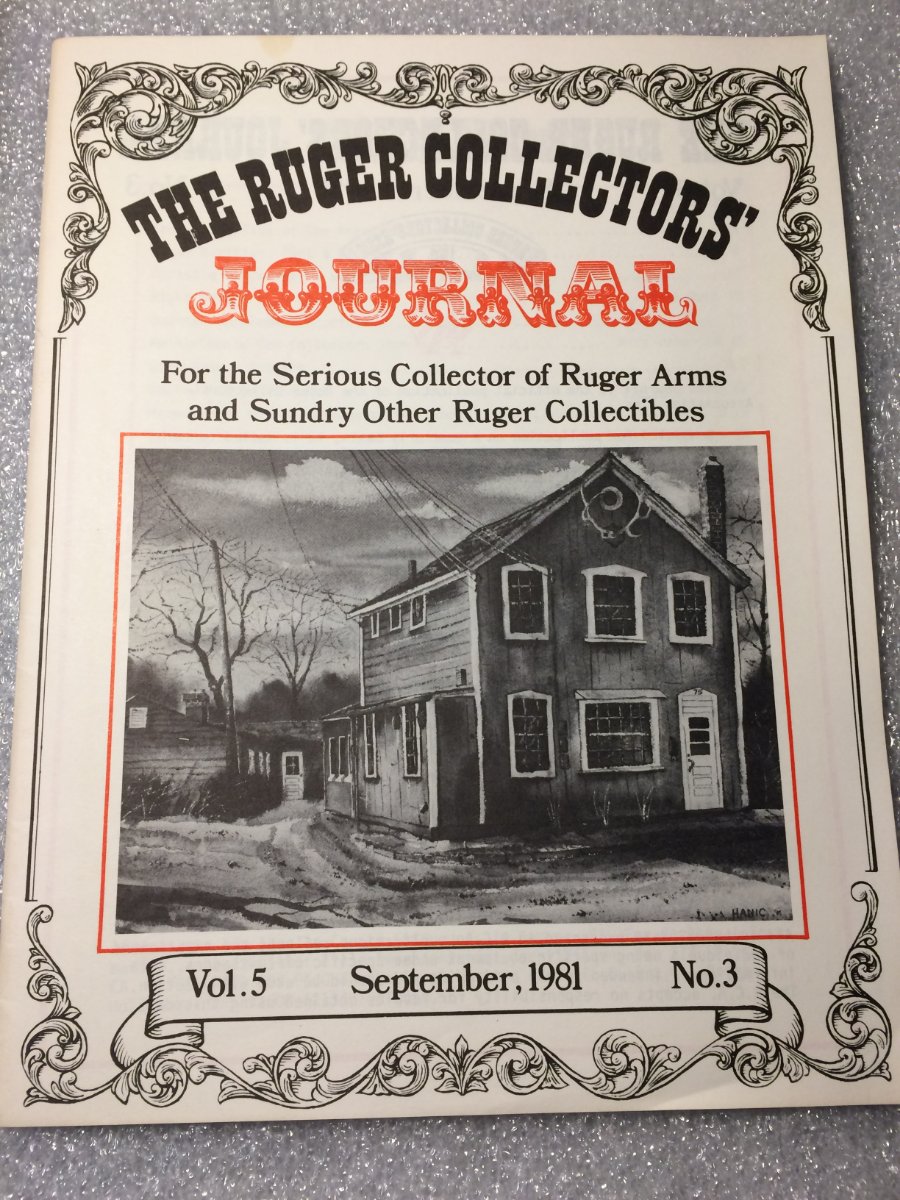 THE RUGER COLLECTORS'
JOURNAL
For the Serious Collector of Ruger Arms
and Sundry Other Ruger Collectibles
Vol. 5 September, 1981 No. 3